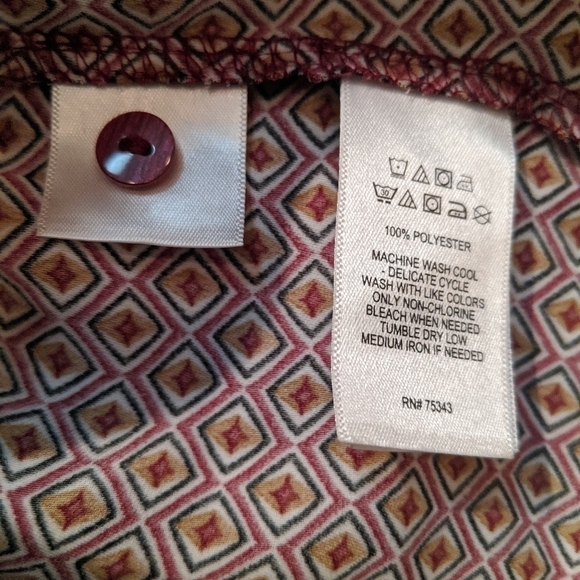 30
100% POLYESTER
MACHINE WASH COOL
- DELICATE CYCLE
WASH WITH LIKE COLORS
ONLY NON-CHLORINE
BLEACH WHEN NEEDED
TUMBLE DRY LOW
MEDIUM IRON IF NEEDED
RN# 75343